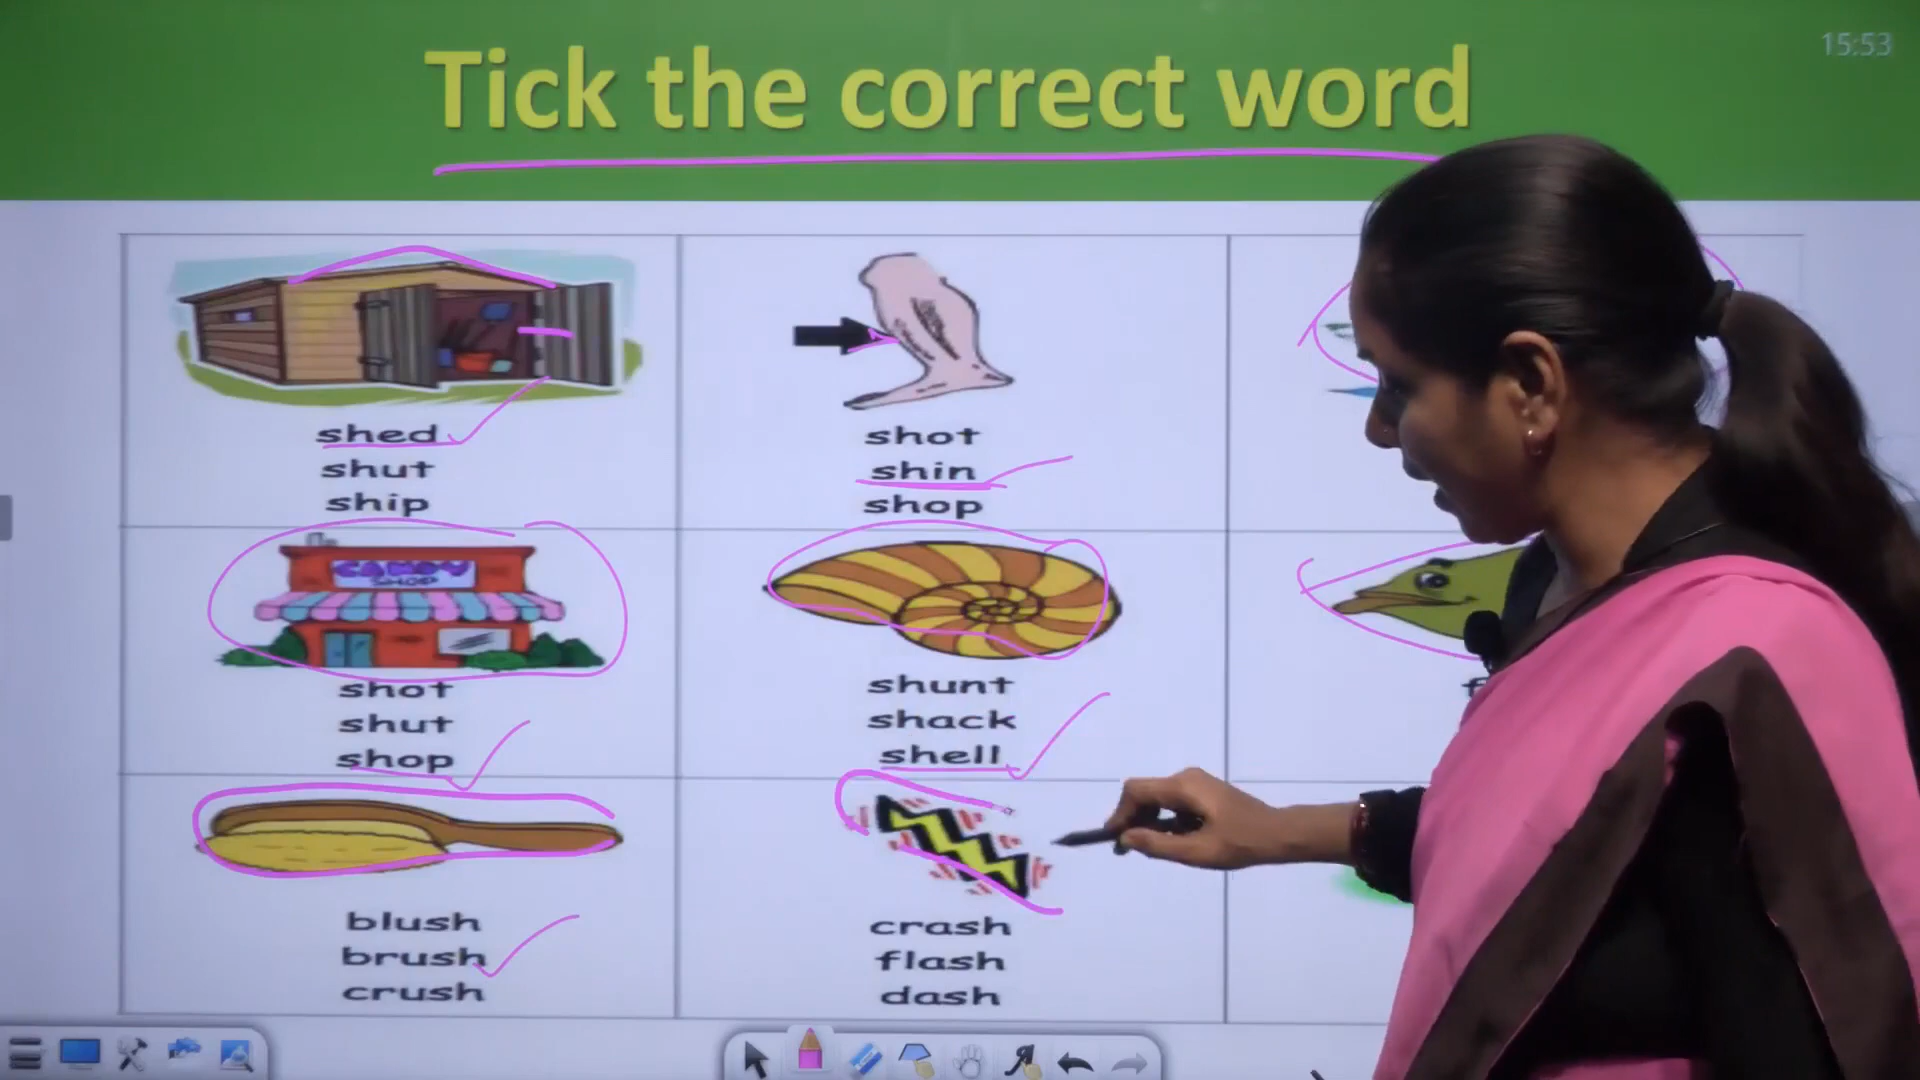 Tick the correct word
15:53
shed
shut
ship
shot
shin
shop
CANDY
SHOP
shot
shut
shop
shunt
shack
shell
blush
brush
crush
crash
flash
dash